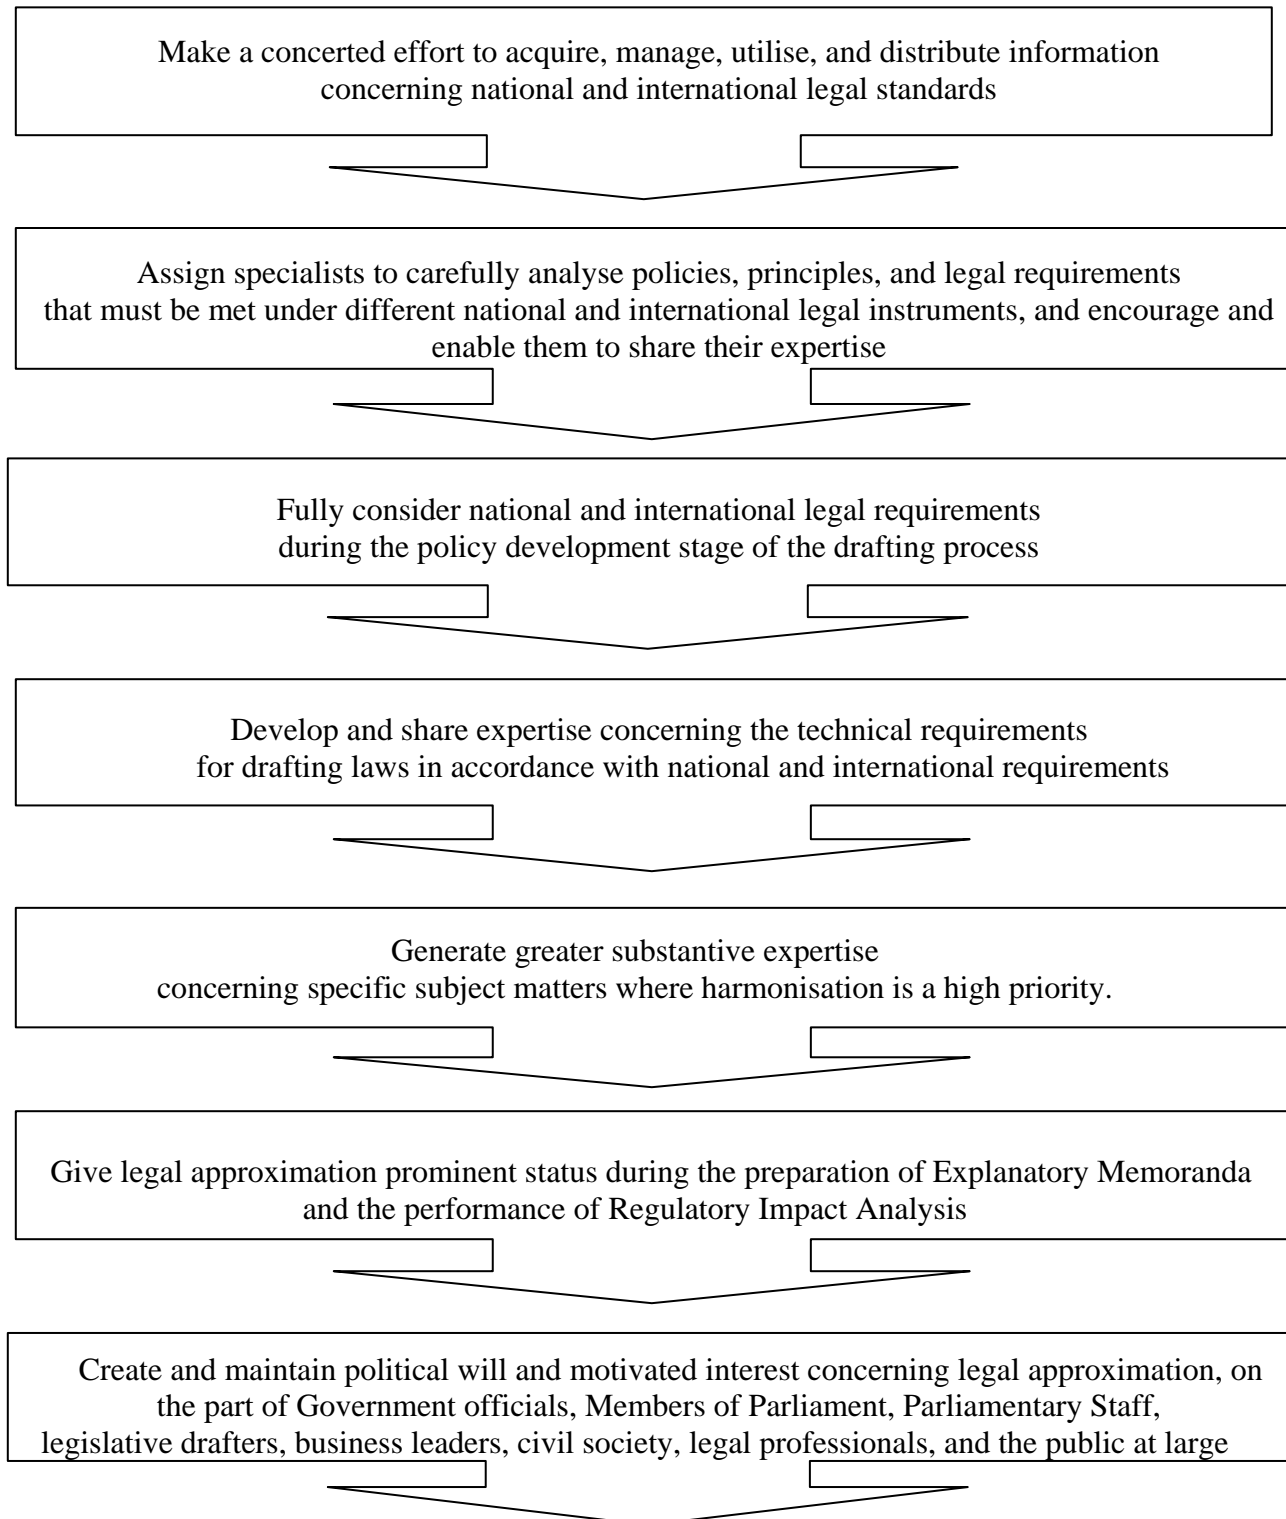 Make a concerted effort to acquire, manage, utilise, and distribute information
concerning national and international legal standards
Assign specialists to carefully analyse policies, principles, and legal requirements
that must be met under different national and international legal instruments, and encourage and
enable them to share their expertise
Fully consider national and international legal requirements
during the policy development stage of the drafting process
Develop and share expertise concerning the technical requirements
for drafting laws in accordance with national and international requirements
Generate greater substantive expertise
concerning specific subject matters where harmonisation is a high priority.
Give legal approximation prominent status during the preparation of Explanatory Memoranda
and the performance of Regulatory Impact Analysis
Create and maintain political will and motivated interest concerning legal approximation, on
the part of Government officials, Members of Parliament, Parliamentary Staff,
legislative drafters, business leaders, civil society, legal professionals, and the public at large